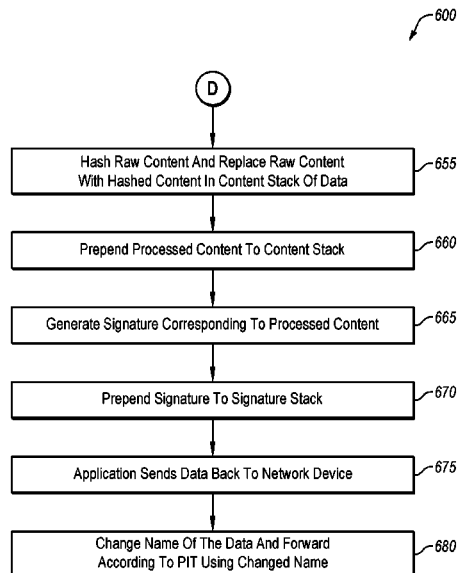 600
D
Hash Raw Content And Replace Raw Content
With Hashed Content In Content Stack Of Data
655
Prepend Processed Content To Content Stack
660
Generate Signature Corresponding To Processed Content
665
Prepend Signature To Signature Stack
670
Application Sends Data Back To Network Device
675
Change Name Of The Data And Forward
According To PIT Using Changed Name
680